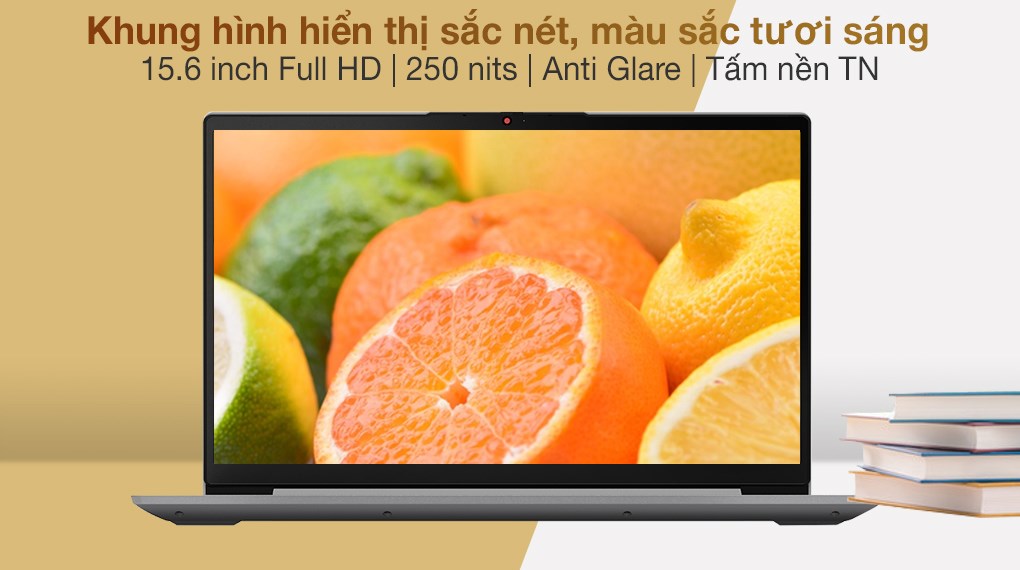 Khung hình hiển thị sắc nét, màu sắc tươi sáng
15.6 inch Full HD | 250 nits | Anti Glare | Tấm nền TN